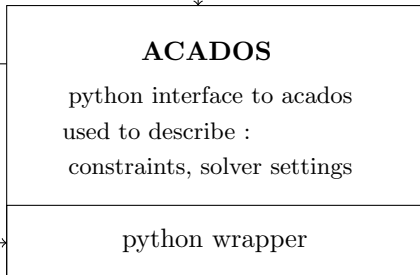 ACADOS
python interface to acados
used to describe :
constraints, solver settings
python wrapper